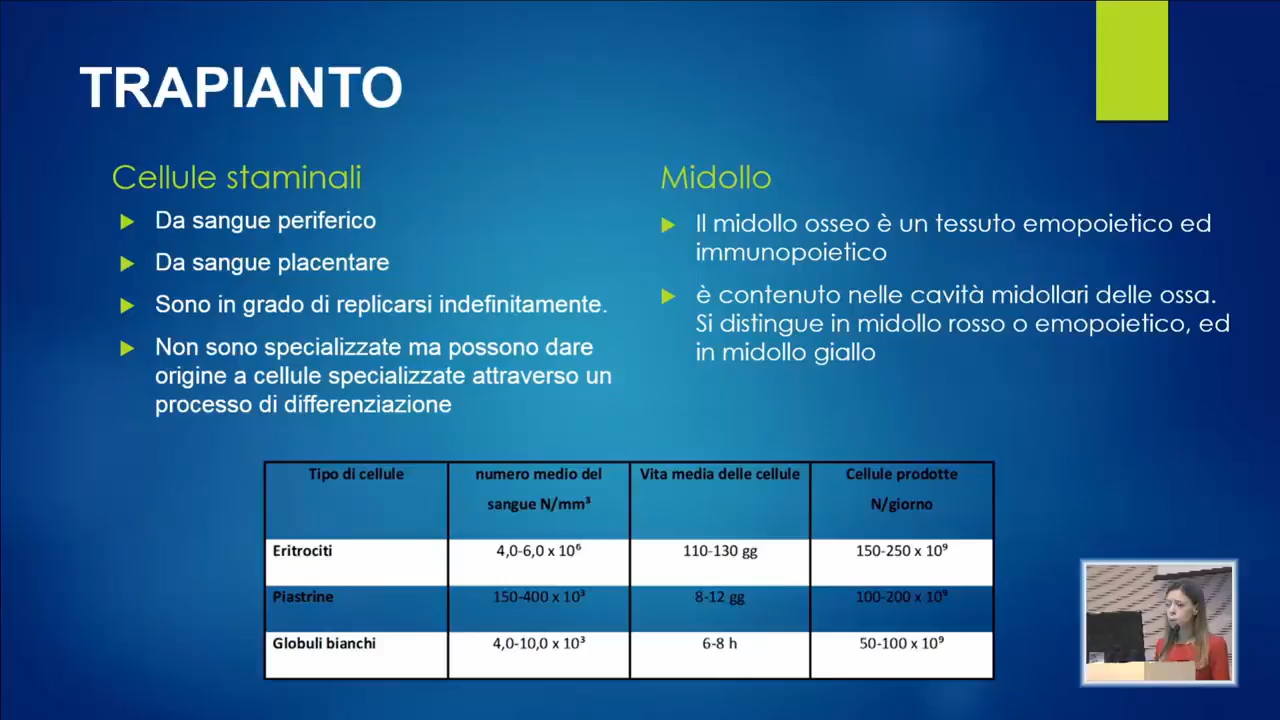 TRAPIANTO
Cellule staminali
Da sangue periferico
Da sangue placentare
Sono in grado di replicarsi indefinitamente.
Non sono specializzate ma possono dare
origine a cellule specializzate attraverso un
processo di differenziazione
Midollo
Il midollo osseo è un tessuto emopoietico ed
immunopoietico
è contenuto nelle cavità midollari delle ossa.
Si distingue in midollo rosso o emopoietico, ed
in midollo giallo
Tipo di cellule numero medio del sangue N/mm³ Vita media delle cellule Cellule prodotte N/giorno
Eritrociti 4,0-6,0 x 10⁶ 110-130 gg 150-250 x 10⁹
Piastrine 150-400 x 10³ 8-12 gg 100-200 x 10⁹
Globuli bianchi 4,0-10,0 x 10³ 6-8 h 50-100 x 10⁹